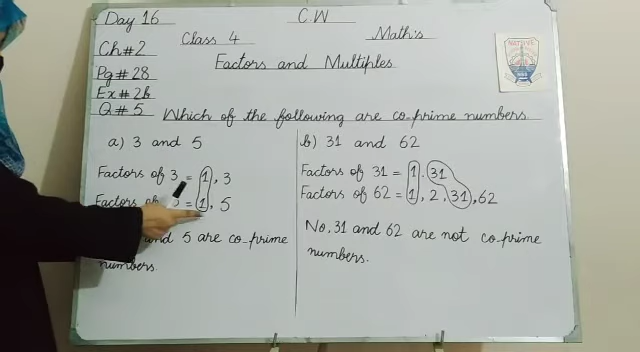 Day 16
C.W
Ch#2
Class 4
Math's
Pg# 28
Factors and Multiples
Ex# 2b
Q# 5 Which of the following are co-prime numbers
a) 3 and 5
Factors of 3 = 1, 3
Factors of = 1, 5
and 5 are co-prime
numbers.
b) 31 and 62
Factors of 31 = 1, 31
Factors of 62 = 1, 2, 31, 62
No, 31 and 62 are not co-prime
numbers.